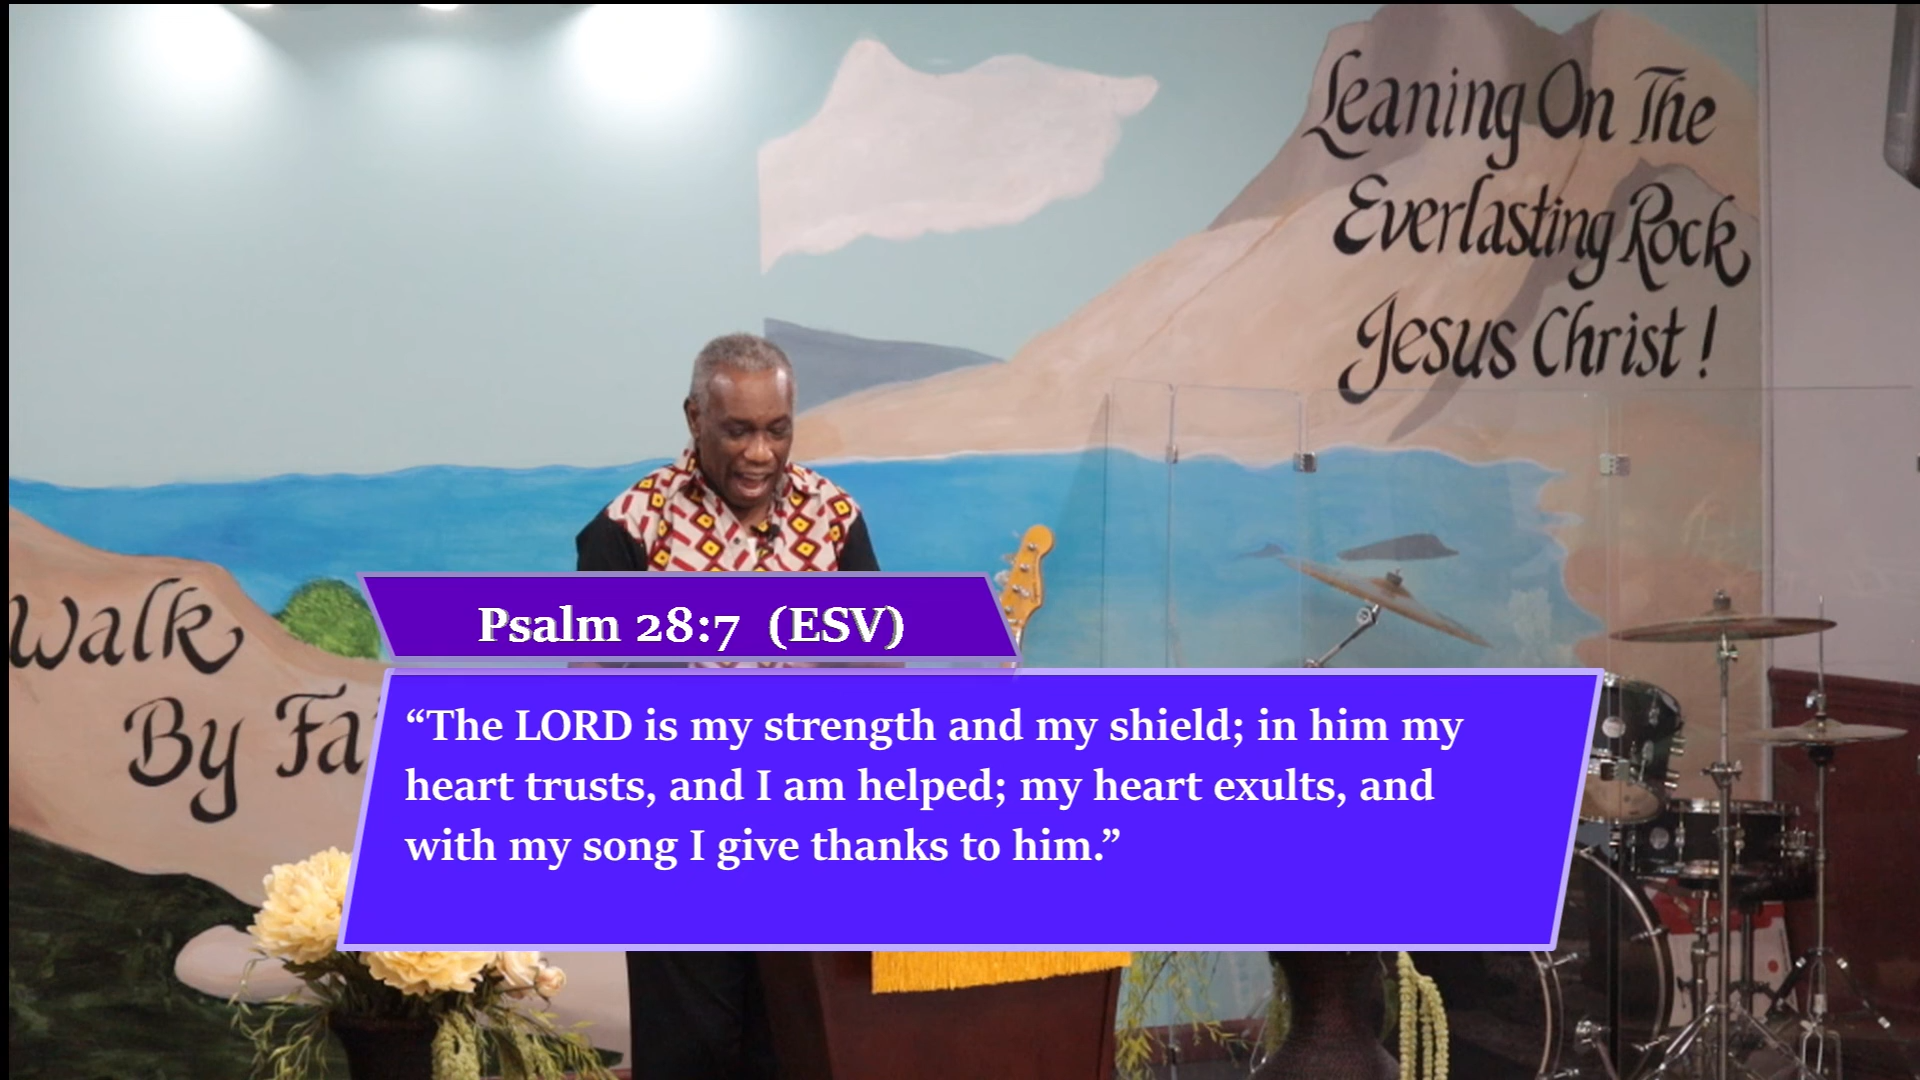 Leaning On The
Everlasting Rock
Jesus Christ !
Walk
By
Psalm 28:7 (ESV)
“The LORD is my strength and my shield; in him my
heart trusts, and I am helped; my heart exults, and
with my song I give thanks to him.”